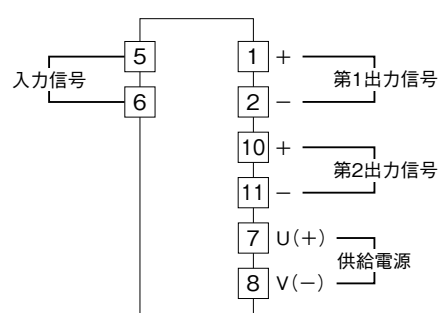 5
6
入力信号
1 +
2 −
第1出力信号
10 +
11 −
第2出力信号
7 U(+)
8 V(−)
供給電源